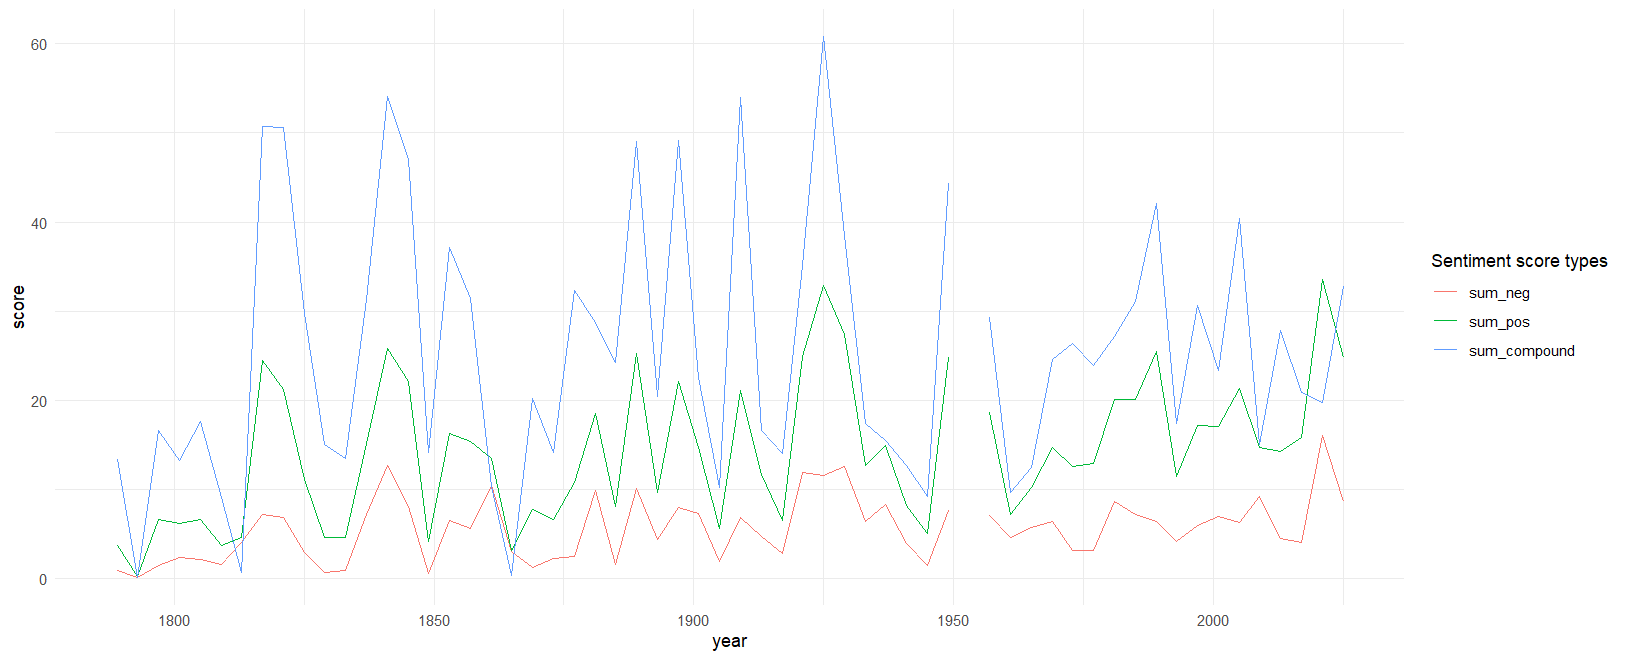 60
40
20
0
score
1800
1850
1900
1950
2000
year
Sentiment score types
sum_neg
sum_pos
sum_compound